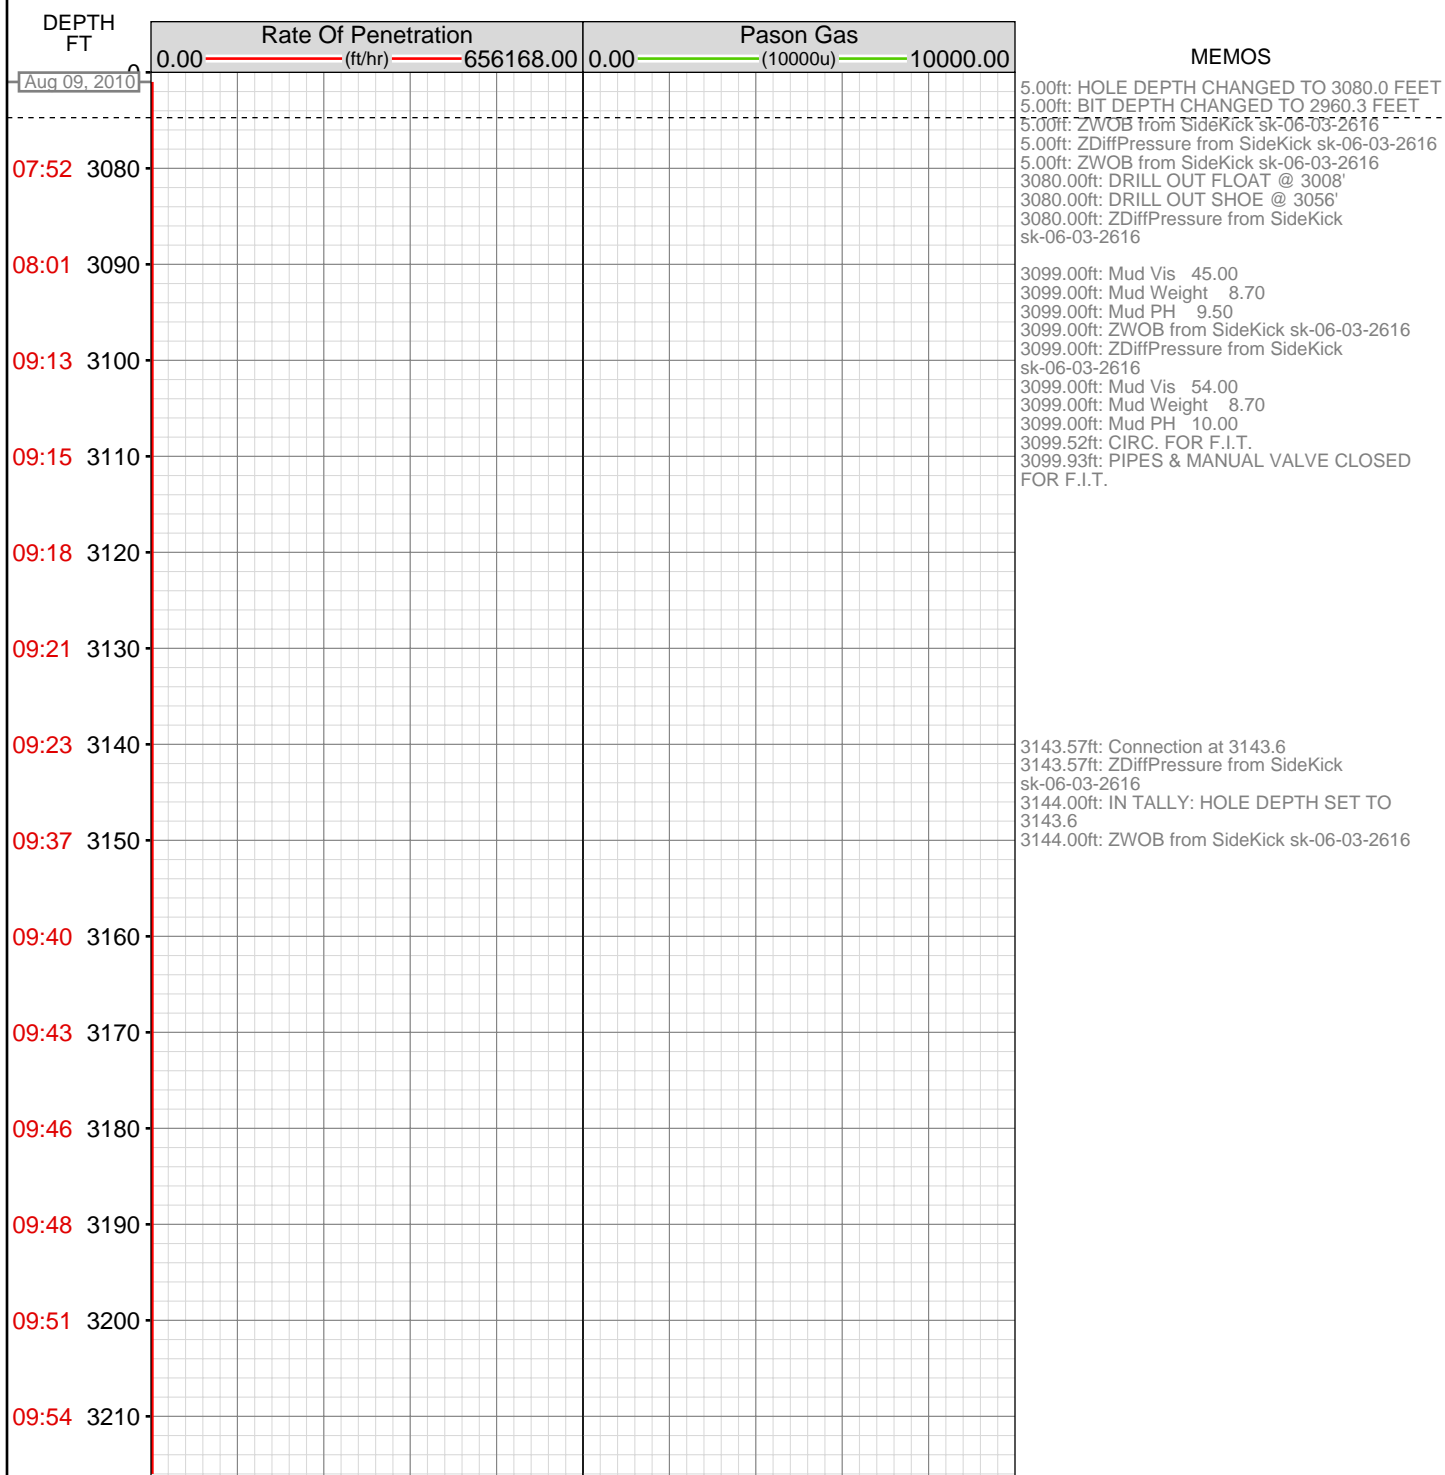 DEPTH
FT
Rate Of Penetration
0.00 (ft/hr) 656168.00
Pason Gas
0.00 (10000u) 10000.00
MEMOS
0
Aug 09, 2010
5.00ft: HOLE DEPTH CHANGED TO 3080.0 FEET
5.00ft: BIT DEPTH CHANGED TO 2960.3 FEET
5.00ft: ZWOB from SideKick sk-06-03-2616
5.00ft: ZDiffPressure from SideKick sk-06-03-2616
5.00ft: ZWOB from SideKick sk-06-03-2616
07:52 3080
3080.00ft: DRILL OUT FLOAT @ 3008'
3080.00ft: DRILL OUT SHOE @ 3056'
3080.00ft: ZDiffPressure from SideKick
sk-06-03-2616
08:01 3090
3099.00ft: Mud Vis 45.00
3099.00ft: Mud Weight 8.70
3099.00ft: Mud PH 9.50
3099.00ft: ZWOB from SideKick sk-06-03-2616
3099.00ft: ZDiffPressure from SideKick
sk-06-03-2616
09:13 3100
3099.00ft: Mud Vis 54.00
3099.00ft: Mud Weight 8.70
3099.00ft: Mud PH 10.00
3099.52ft: CIRC. FOR F.I.T.
3099.93ft: PIPES & MANUAL VALVE CLOSED
FOR F.I.T.
09:15 3110
09:18 3120
09:21 3130
09:23 3140
3143.57ft: Connection at 3143.6
3143.57ft: ZDiffPressure from SideKick
sk-06-03-2616
3144.00ft: IN TALLY: HOLE DEPTH SET TO
3143.6
3144.00ft: ZWOB from SideKick sk-06-03-2616
09:37 3150
09:40 3160
09:43 3170
09:46 3180
09:48 3190
09:51 3200
09:54 3210